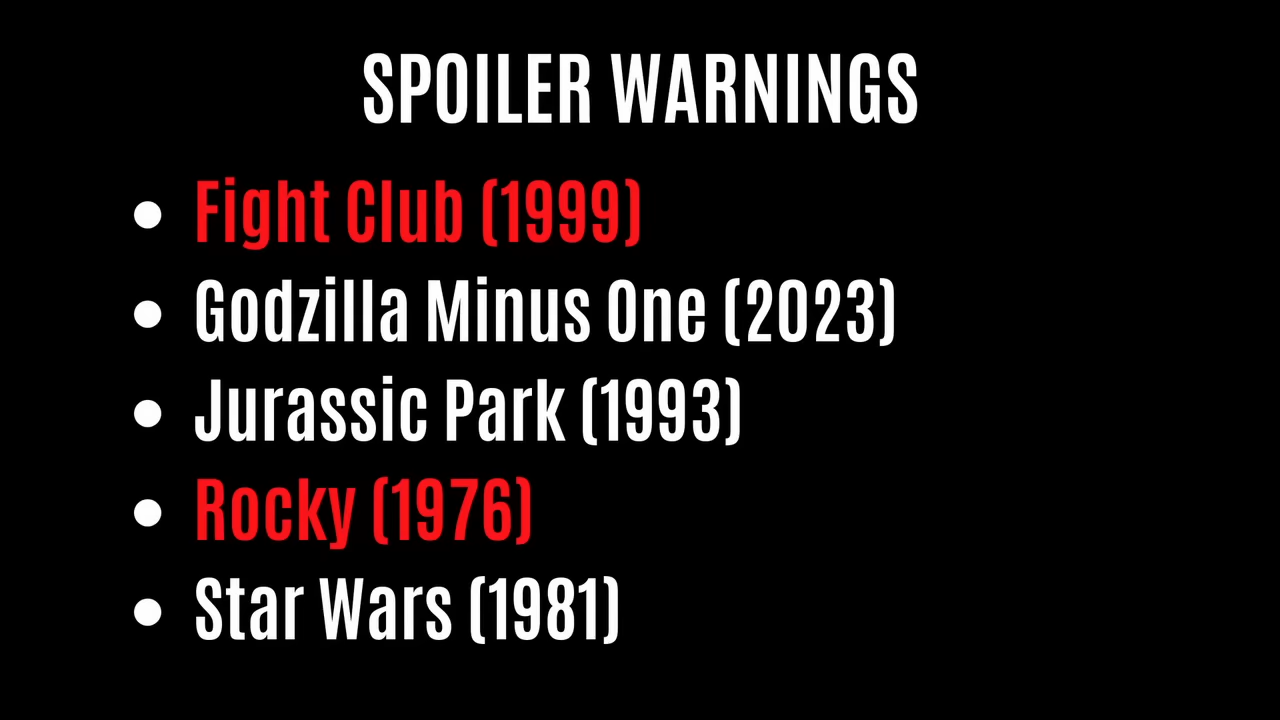 SPOILER WARNINGS
• Fight Club (1999)
• Godzilla Minus One (2023)
• Jurassic Park (1993)
• Rocky (1976)
• Star Wars (1981)